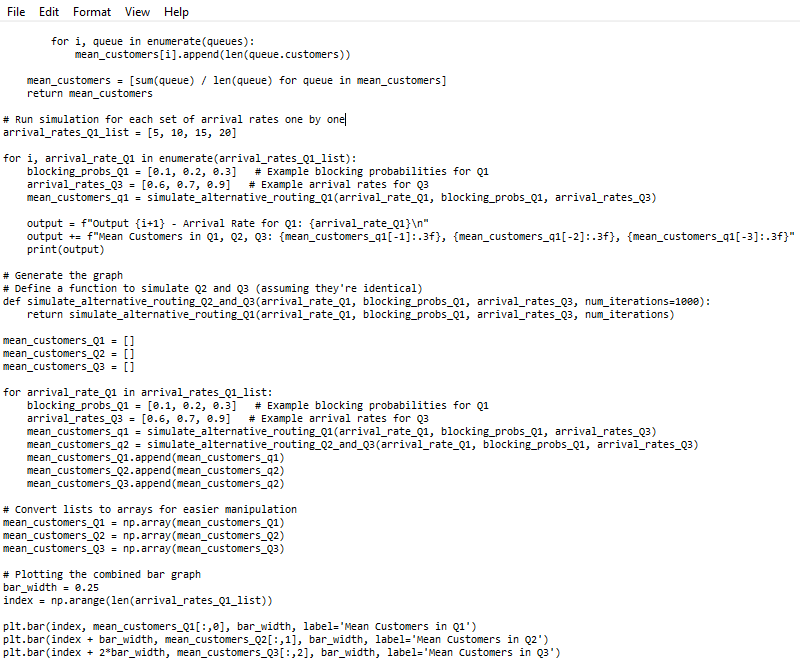 File Edit Format View Help
        for i, queue in enumerate(queues):
            mean_customers[i].append(len(queue.customers))
    mean_customers = [sum(queue) / len(queue) for queue in mean_customers]
    return mean_customers
# Run simulation for each set of arrival rates one by one
arrival_rates_Q1_list = [5, 10, 15, 20]
for i, arrival_rate_Q1 in enumerate(arrival_rates_Q1_list):
    blocking_probs_Q1 = [0.1, 0.2, 0.3]   # Example blocking probabilities for Q1
    arrival_rates_Q3 = [0.6, 0.7, 0.9]   # Example arrival rates for Q3
    mean_customers_q1 = simulate_alternative_routing_Q1(arrival_rate_Q1, blocking_probs_Q1, arrival_rates_Q3)
    output = f"Output {i+1} - Arrival Rate for Q1: {arrival_rate_Q1}\n"
    output += f"Mean Customers in Q1, Q2, Q3: {mean_customers_q1[-1]:.3f}, {mean_customers_q1[-2]:.3f}, {mean_customers_q1[-3]:.3f}"
    print(output)
# Generate the graph
# Define a function to simulate Q2 and Q3 (assuming they're identical)
def simulate_alternative_routing_Q2_and_Q3(arrival_rate_Q1, blocking_probs_Q1, arrival_rates_Q3, num_iterations=1000):
    return simulate_alternative_routing_Q1(arrival_rate_Q1, blocking_probs_Q1, arrival_rates_Q3, num_iterations)
mean_customers_Q1 = []
mean_customers_Q2 = []
mean_customers_Q3 = []
for arrival_rate_Q1 in arrival_rates_Q1_list:
    blocking_probs_Q1 = [0.1, 0.2, 0.3]   # Example blocking probabilities for Q1
    arrival_rates_Q3 = [0.6, 0.7, 0.9]   # Example arrival rates for Q3
    mean_customers_q1 = simulate_alternative_routing_Q1(arrival_rate_Q1, blocking_probs_Q1, arrival_rates_Q3)
    mean_customers_q2 = simulate_alternative_routing_Q2_and_Q3(arrival_rate_Q1, blocking_probs_Q1, arrival_rates_Q3)
    mean_customers_Q1.append(mean_customers_q1)
    mean_customers_Q2.append(mean_customers_q2)
    mean_customers_Q3.append(mean_customers_q2)
# Convert lists to arrays for easier manipulation
mean_customers_Q1 = np.array(mean_customers_Q1)
mean_customers_Q2 = np.array(mean_customers_Q2)
mean_customers_Q3 = np.array(mean_customers_Q3)
# Plotting the combined bar graph
bar_width = 0.25
index = np.arange(len(arrival_rates_Q1_list))
plt.bar(index, mean_customers_Q1[:,0], bar_width, label='Mean Customers in Q1')
plt.bar(index + bar_width, mean_customers_Q2[:,1], bar_width, label='Mean Customers in Q2')
plt.bar(index + 2*bar_width, mean_customers_Q3[:,2], bar_width, label='Mean Customers in Q3')